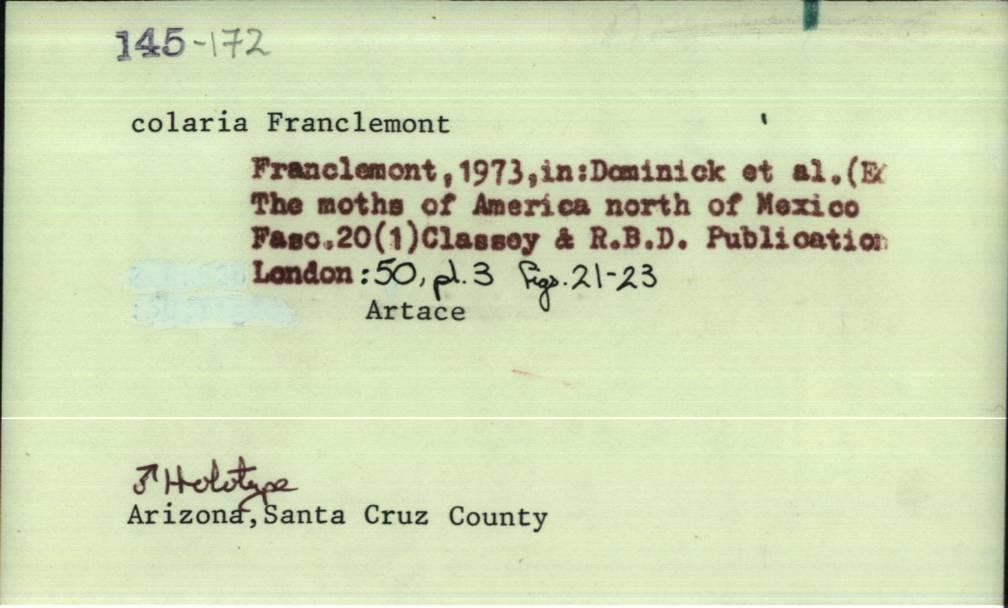 145-172
colaria Franclemont
Franclemont,1973,in:Dominick et al.(E
The moths of America north of Mexico
Fasc.20(1)Classey & R.B.D. Publication
London:50, pl.3 figs.21-23
Artace
♂ Holotype
Arizona,Santa Cruz County